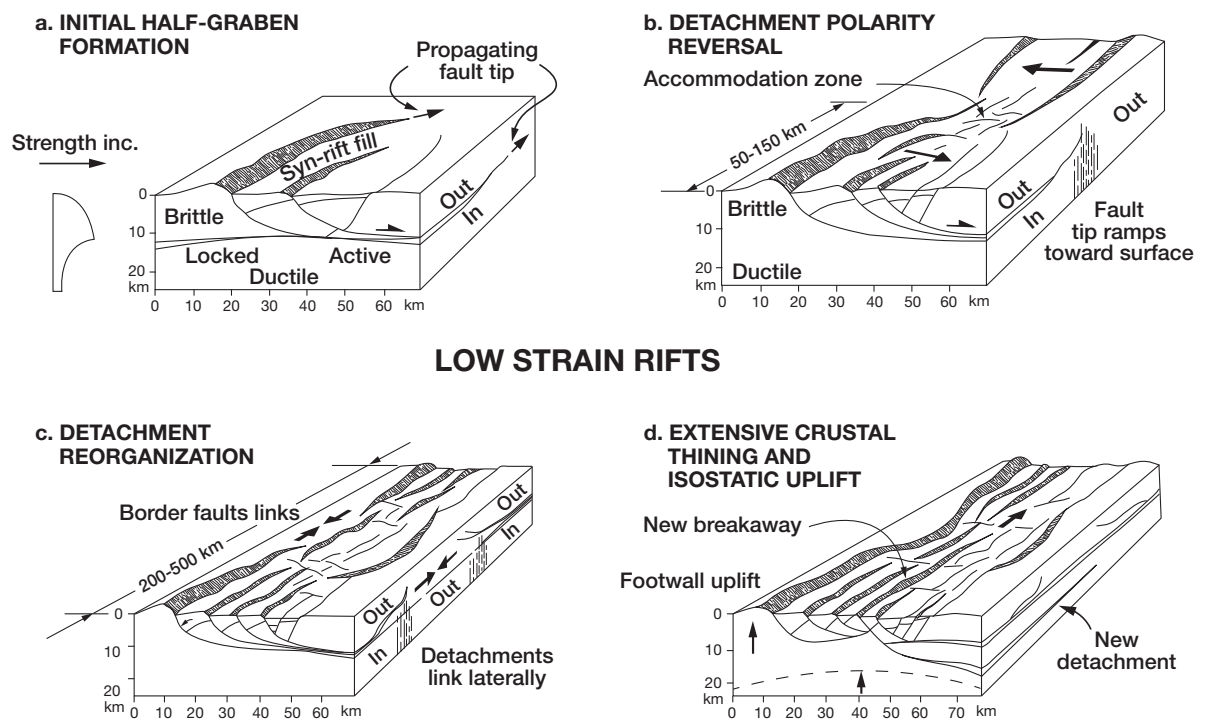 a. INITIAL HALF-GRABEN
FORMATION
Propagating
fault tip
Strength inc.
Syn-rift fill
0
Brittle
10
Locked
Active
20
Ductile
km
0 10 20 30 40 50 60 km
Out
In
b. DETACHMENT POLARITY
REVERSAL
Accommodation zone
50-150 km
Out
0
Brittle
10
Out
In
20
Ductile
km
0 10 20 30 40 50 60 km
Fault
tip ramps
toward surface
LOW STRAIN RIFTS
c. DETACHMENT
REORGANIZATION
Border faults links
200-500 km
Out
In
Out
Out
In
0
10
20
km
0 10 20 30 40 50 60 km
Detachments
link laterally
d. EXTENSIVE CRUSTAL
THINING AND
ISOSTATIC UPLIFT
New breakaway
Footwall uplift
0
10
20
km
0 10 20 30 40 50 60 70 km
New
detachment